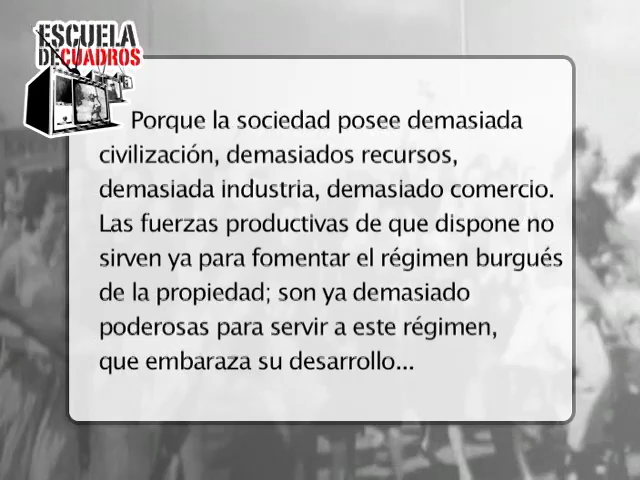 ESCUELA
DECUADROS
Porque la sociedad posee demasiada
civilización, demasiados recursos,
demasiada industria, demasiado comercio.
Las fuerzas productivas de que dispone no
sirven ya para fomentar el régimen burgués
de la propiedad; son ya demasiado
poderosas para servir a este régimen,
que embaraza su desarrollo...